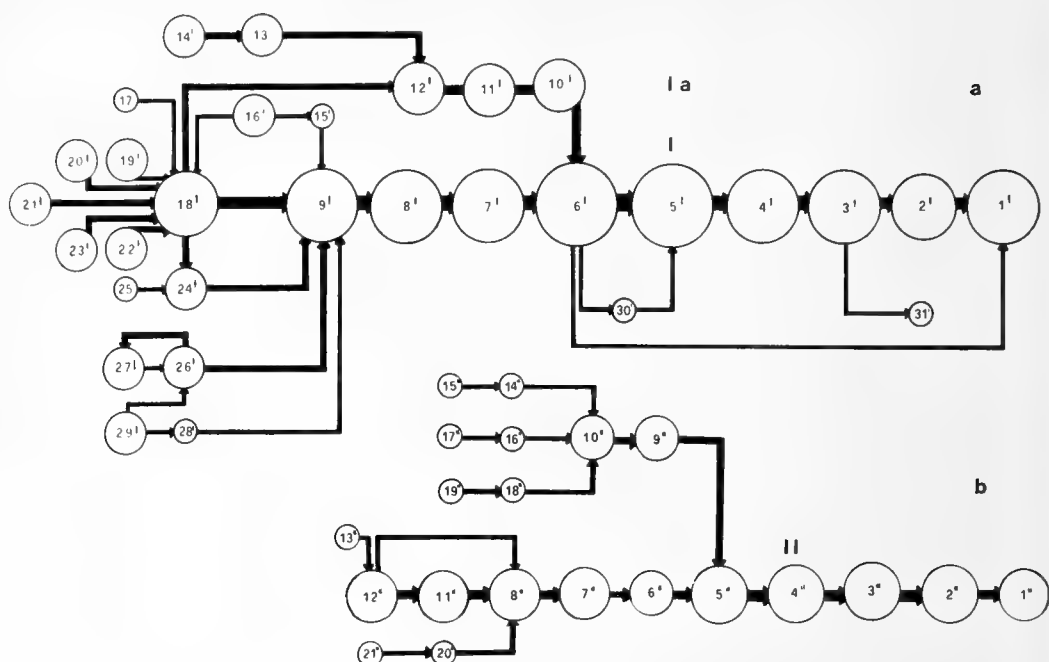 14' 13
12' 11' 10' I a a
17 16' 15'
I
20' 19'
21' 18' 9' 8' 7' 6' 5' 4' 3' 2' 1'
23' 22'
25 24'
30' 31'
27' 26'
29' 28'
15" 14"
17" 16" 10" 9"
19" 18" b
13" II
12" 11" 8" 7" 6" 5" 4" 3" 2" 1"
21" 20"